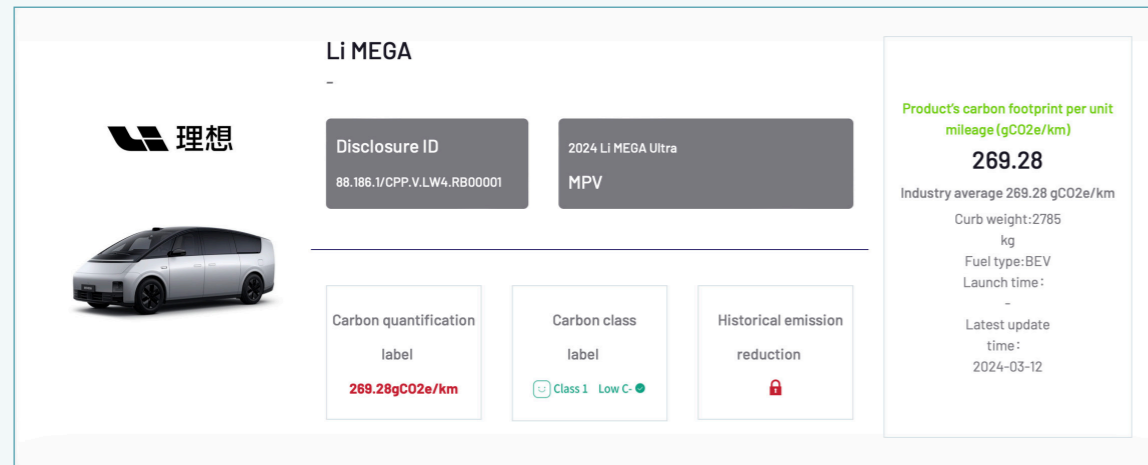 Li MEGA
-
理想
Disclosure ID
88.186.1/CPP.V.LW4.RB00001
2024 Li MEGA Ultra
MPV
Carbon quantification
label
269.28gCO2e/km
Carbon class
label
Class 1 Low C-
Historical emission
reduction
Product's carbon footprint per unit
mileage (gCO2e/km)
269.28
Industry average 269.28 gCO2e/km
Curb weight:2785
kg
Fuel type:BEV
Launch time：
-
Latest update
time：
2024-03-12